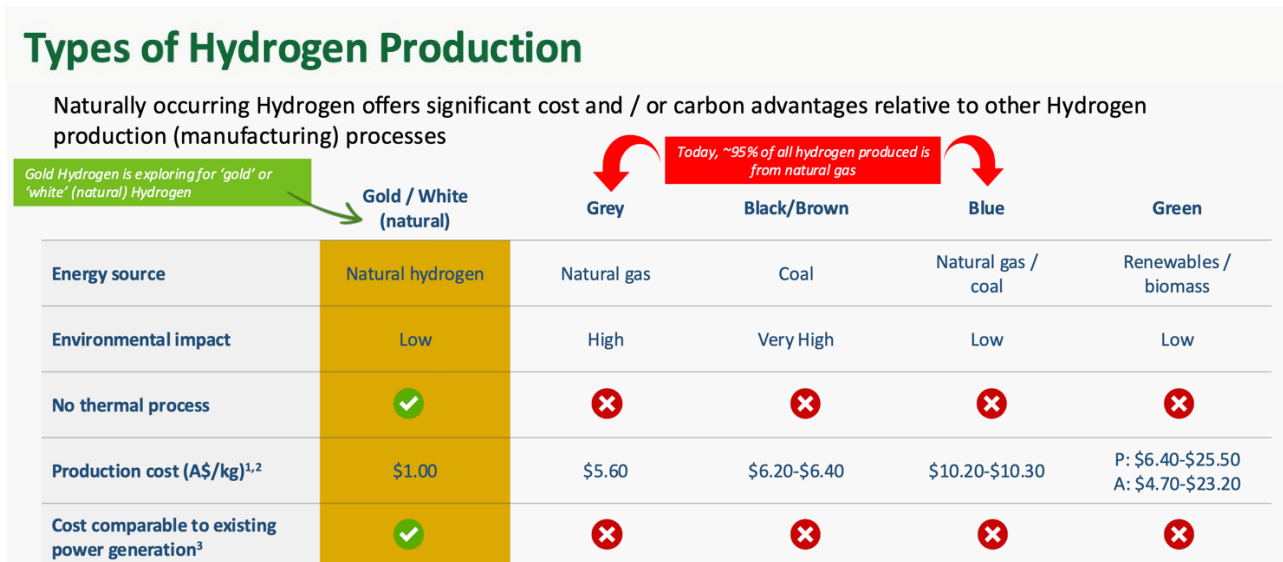 Types of Hydrogen Production
Naturally occurring Hydrogen offers significant cost and / or carbon advantages relative to other Hydrogen
production (manufacturing) processes
Gold Hydrogen is exploring for ‘gold’ or
‘white’ (natural) Hydrogen
Today, ~95% of all hydrogen produced is
from natural gas
Gold / White
(natural)
Grey
Black/Brown
Blue
Green
Energy source
Natural hydrogen
Natural gas
Coal
Natural gas /
coal
Renewables /
biomass
Environmental impact
Low
High
Very High
Low
Low
No thermal process
Production cost (A$/kg)1,2
$1.00
$5.60
$6.20-$6.40
$10.20-$10.30
P: $6.40-$25.50
A: $4.70-$23.20
Cost comparable to existing
power generation3